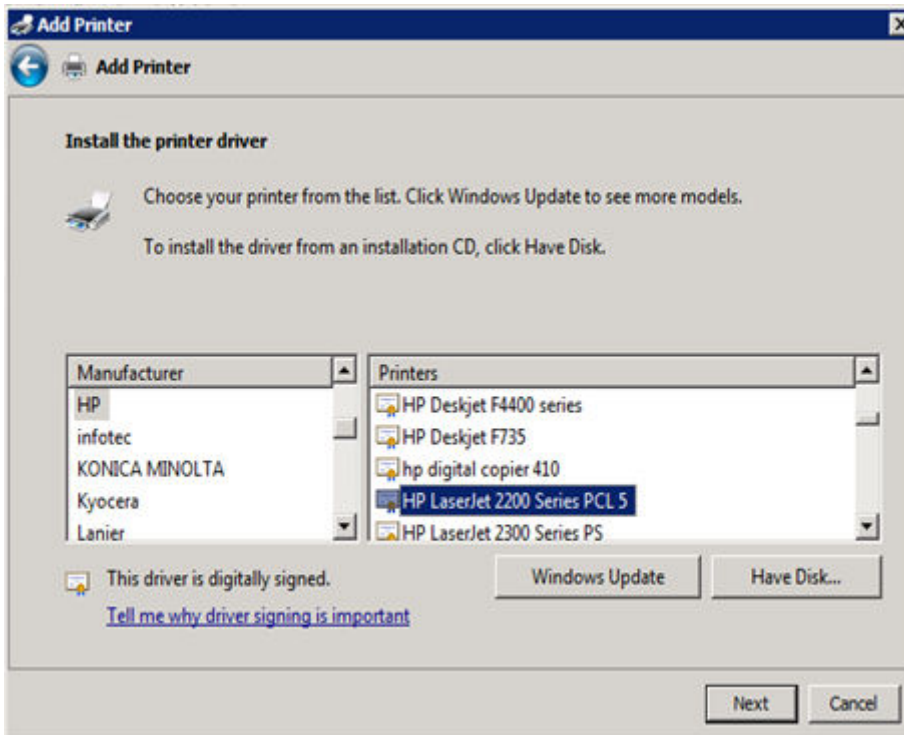 Add Printer
Add Printer
Install the printer driver
Choose your printer from the list. Click Windows Update to see more models.
To install the driver from an installation CD, click Have Disk.
Manufacturer
HP
infotec
KONICA MINOLTA
Kyocera
Lanier
Printers
HP Deskjet F4400 series
HP Deskjet F735
hp digital copier 410
HP LaserJet 2200 Series PCL 5
HP LaserJet 2300 Series PS
This driver is digitally signed.
Tell me why driver signing is important
Windows Update
Have Disk...
Next
Cancel